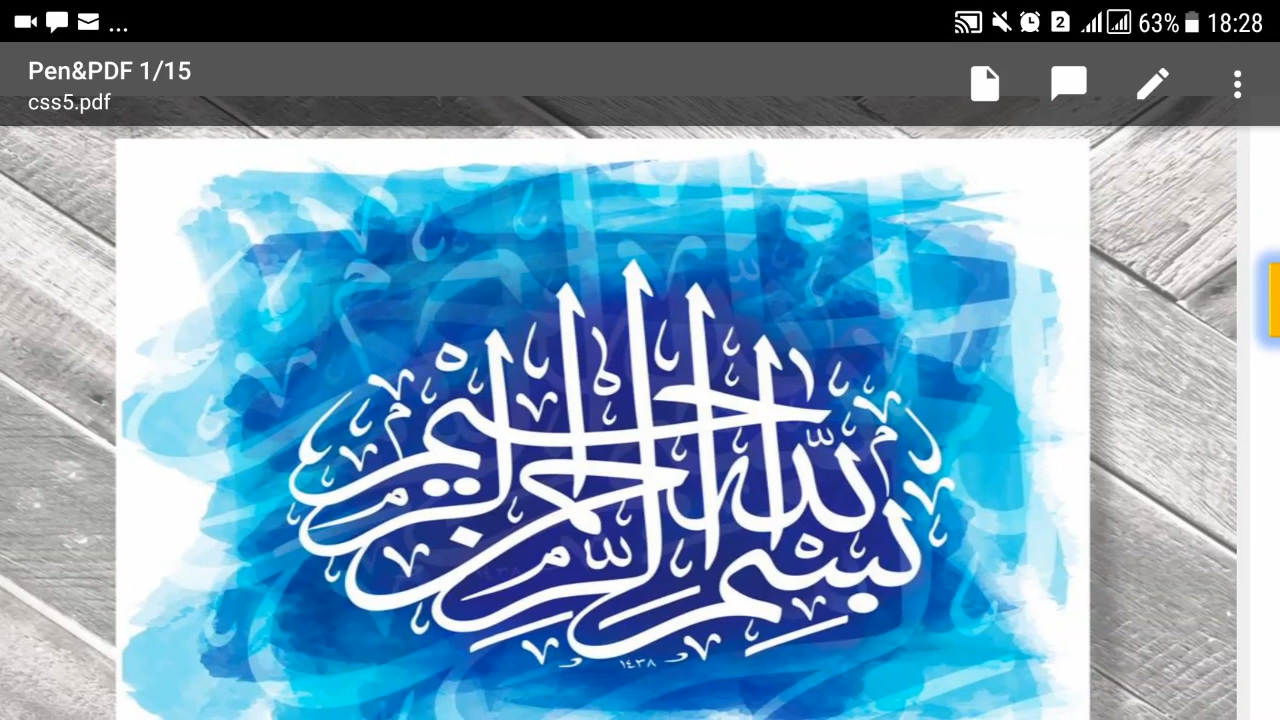 ... 63% 18:28
Pen&PDF 1/15
css5.pdf
بسم الله الرحمن الرحيم
١٤٣٨